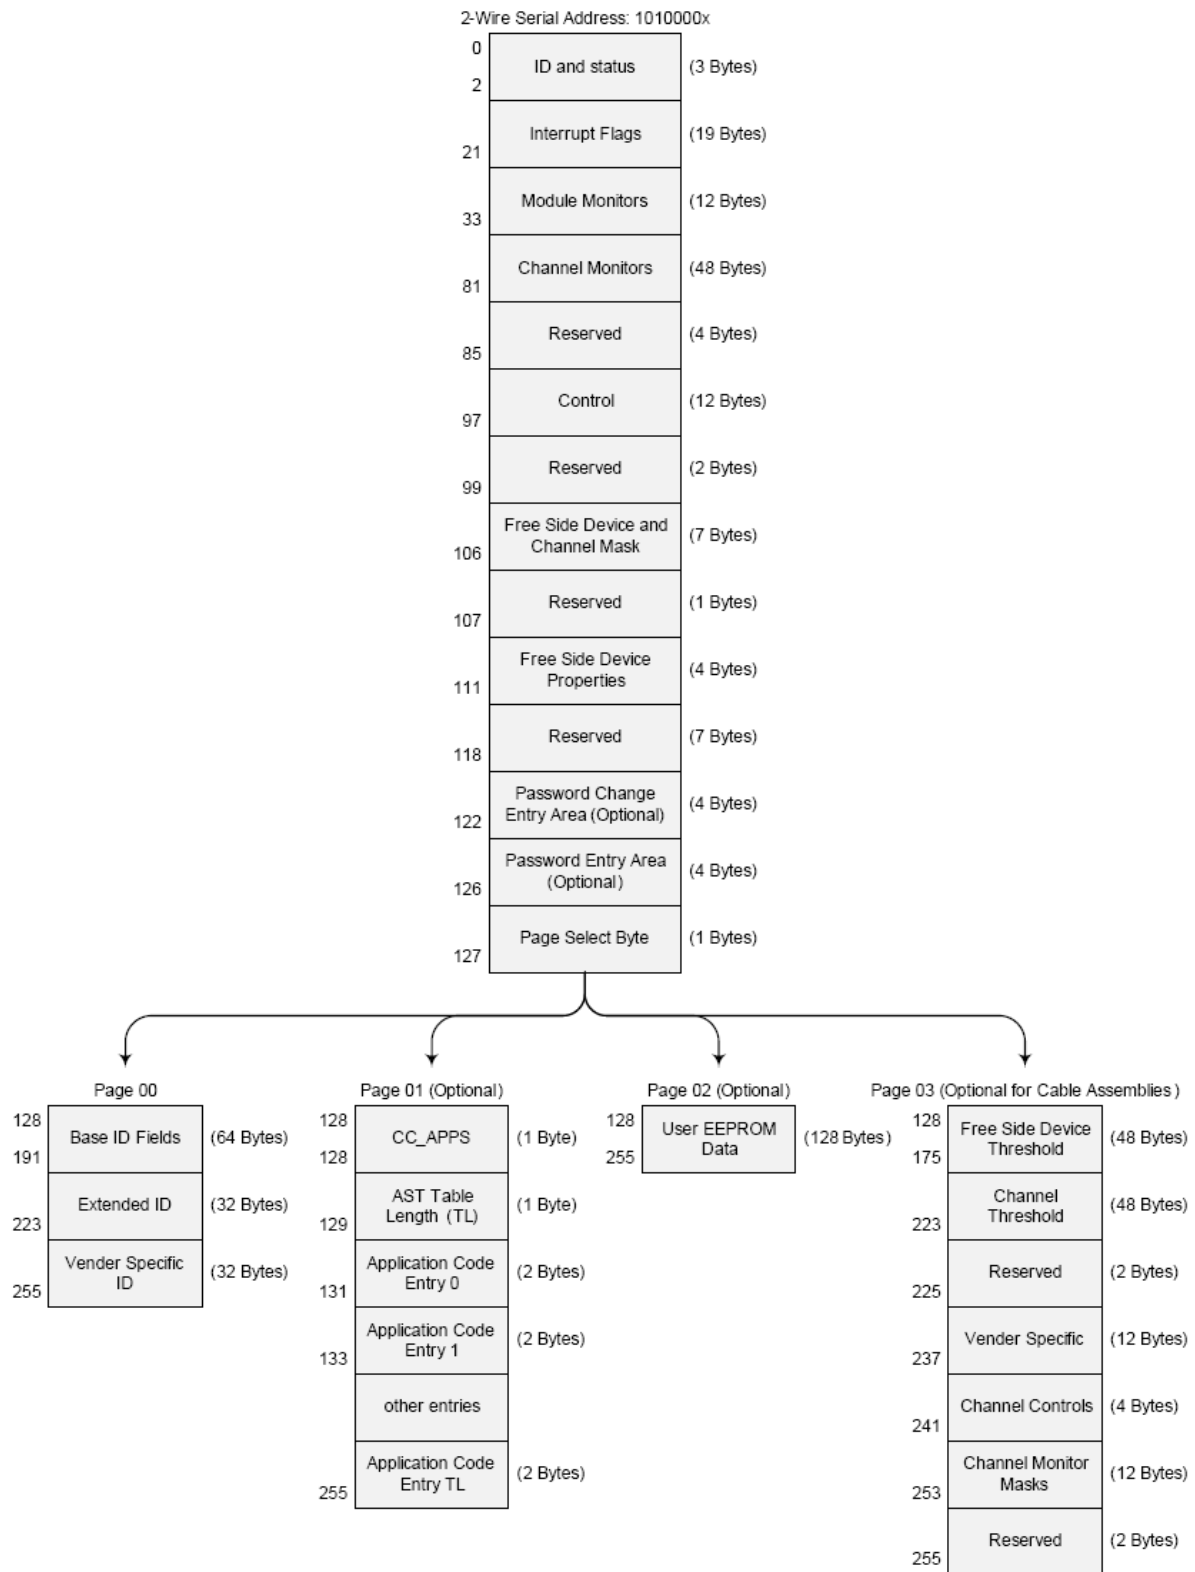 2-Wire Serial Address: 1010000x
0
ID and status
(3 Bytes)
2
Interrupt Flags
(19 Bytes)
21
Module Monitors
(12 Bytes)
33
Channel Monitors
(48 Bytes)
81
Reserved
(4 Bytes)
85
Control
(12 Bytes)
97
Reserved
(2 Bytes)
99
Free Side Device and
Channel Mask
(7 Bytes)
106
Reserved
(1 Bytes)
107
Free Side Device
Properties
(4 Bytes)
111
Reserved
(7 Bytes)
118
Password Change
Entry Area (Optional)
(4 Bytes)
122
Password Entry Area
(Optional)
(4 Bytes)
126
Page Select Byte
(1 Bytes)
127
Page 00
128
Base ID Fields
(64 Bytes)
191
Extended ID
(32 Bytes)
223
Vender Specific
ID
(32 Bytes)
255
Page 01 (Optional)
128
CC_APPS
(1 Byte)
128
AST Table
Length (TL)
(1 Byte)
129
Application Code
Entry 0
(2 Bytes)
131
Application Code
Entry 1
(2 Bytes)
133
other entries
Application Code
Entry TL
(2 Bytes)
255
Page 02 (Optional)
128
User EEPROM
Data
(128 Bytes)
255
Page 03 (Optional for Cable Assemblies)
128
Free Side Device
Threshold
(48 Bytes)
175
Channel
Threshold
(48 Bytes)
223
Reserved
(2 Bytes)
225
Vender Specific
(12 Bytes)
237
Channel Controls
(4 Bytes)
241
Channel Monitor
Masks
(12 Bytes)
253
Reserved
(2 Bytes)
255